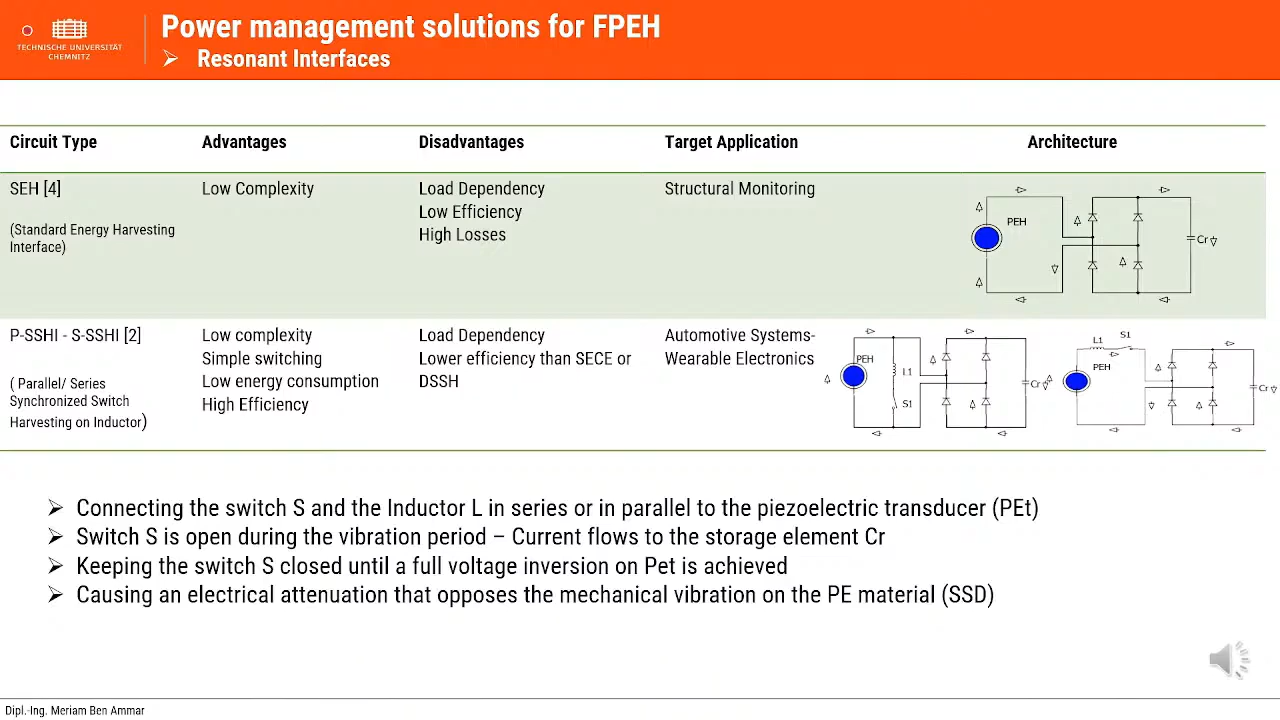 TECHNISCHE UNIVERSITÄT
CHEMNITZ
Power management solutions for FPEH
Resonant Interfaces
Circuit Type
Advantages
Disadvantages
Target Application
Architecture
SEH [4]
(Standard Energy Harvesting
Interface)
Low Complexity
Load Dependency
Low Efficiency
High Losses
Structural Monitoring
PEH
Cr
P-SSHI - S-SSHI [2]
( Parallel/ Series
Synchronized Switch
Harvesting on Inductor)
Low complexity
Simple switching
Low energy consumption
High Efficiency
Load Dependency
Lower efficiency than SECE or
DSSH
Automotive Systems-
Wearable Electronics
PEH
L1
S1
Cr
L1
S1
PEH
Cr
Connecting the switch S and the Inductor L in series or in parallel to the piezoelectric transducer (PEt)
Switch S is open during the vibration period – Current flows to the storage element Cr
Keeping the switch S closed until a full voltage inversion on Pet is achieved
Causing an electrical attenuation that opposes the mechanical vibration on the PE material (SSD)
Dipl.-Ing. Meriam Ben Ammar